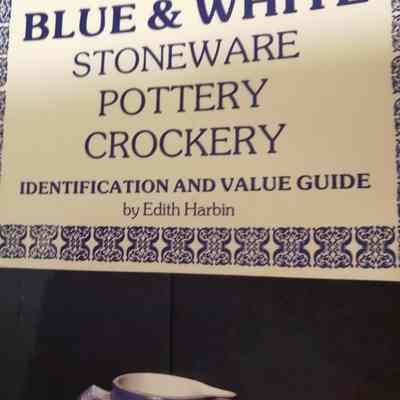 BLUE & WHITE
STONEWARE
POTTERY
CROCKERY
IDENTIFICATION AND VALUE GUIDE
by Edith Harbin